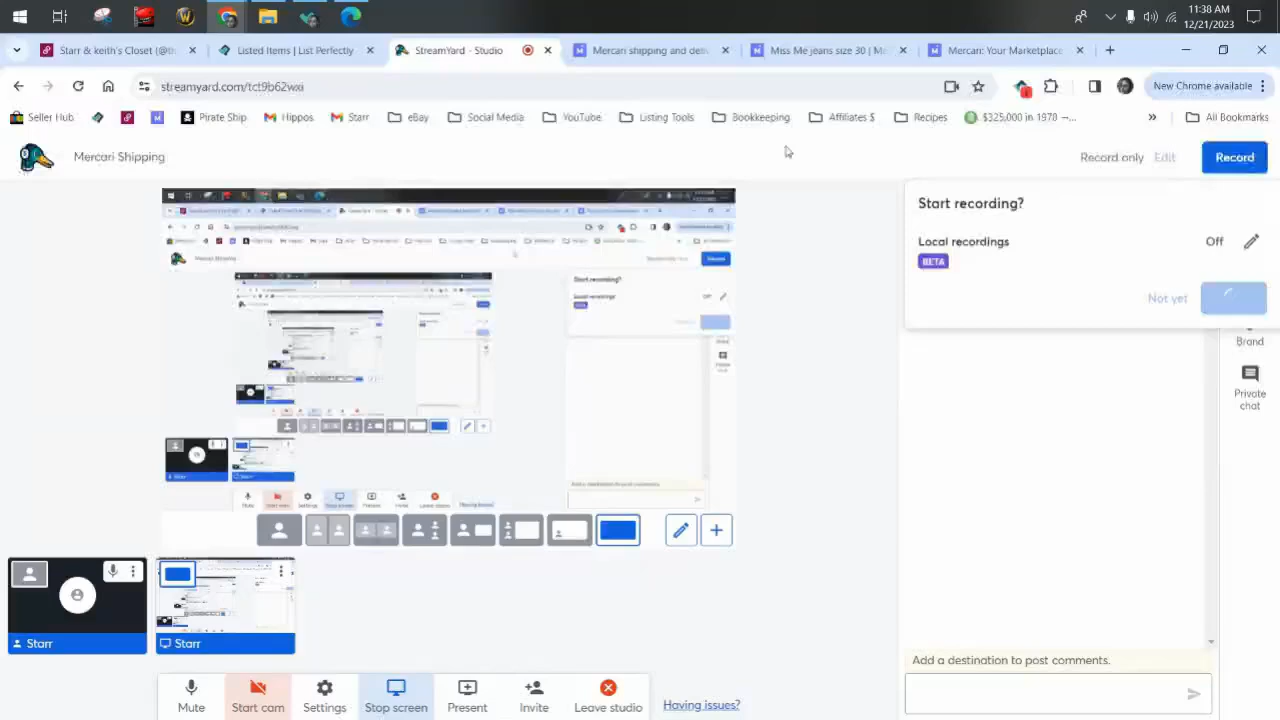 11:38 AM
12/21/2023
Starr & keith's Closet (@th
Listed Items | List Perfectly
StreamYard - Studio
Mercari shipping and deli
Miss Me jeans size 30 | Me
Mercari: Your Marketplace
streamyard.com/tct9b62wxi
New Chrome available
Seller Hub
Pirate Ship
Hippos
Starr
eBay
Social Media
YouTube
Listing Tools
Bookkeeping
Affiliates $
Recipes
$325,000 in 1978 →...
All Bookmarks
Mercari Shipping
Record only
Edit
Record
Start recording?
Local recordings
Off
BETA
Not yet
Brand
Private
chat
Starr
Starr
Add a destination to post comments.
Mute
Start cam
Settings
Stop screen
Present
Invite
Leave studio
Having issues?